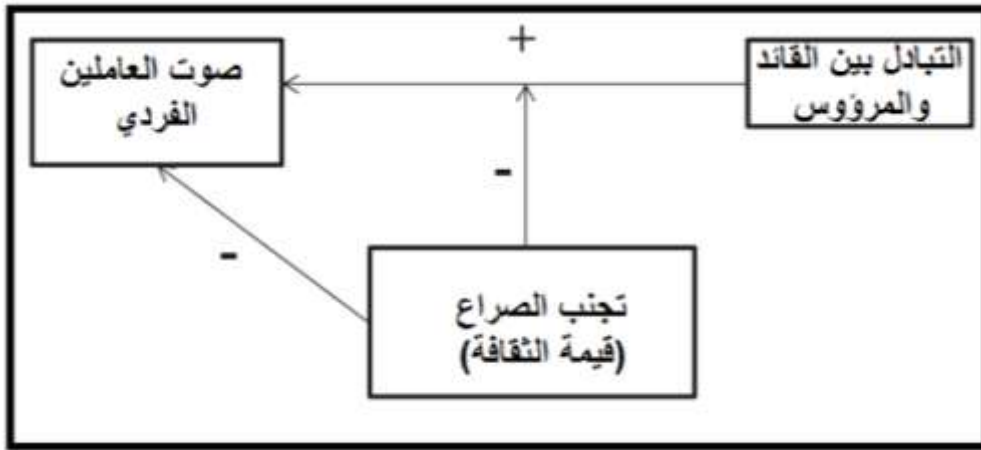 التبادل بين القائد
والمرؤوس
+
صوت العاملين
الفردي
-
-
تجنب الصراع
(قيمة الثقافة)